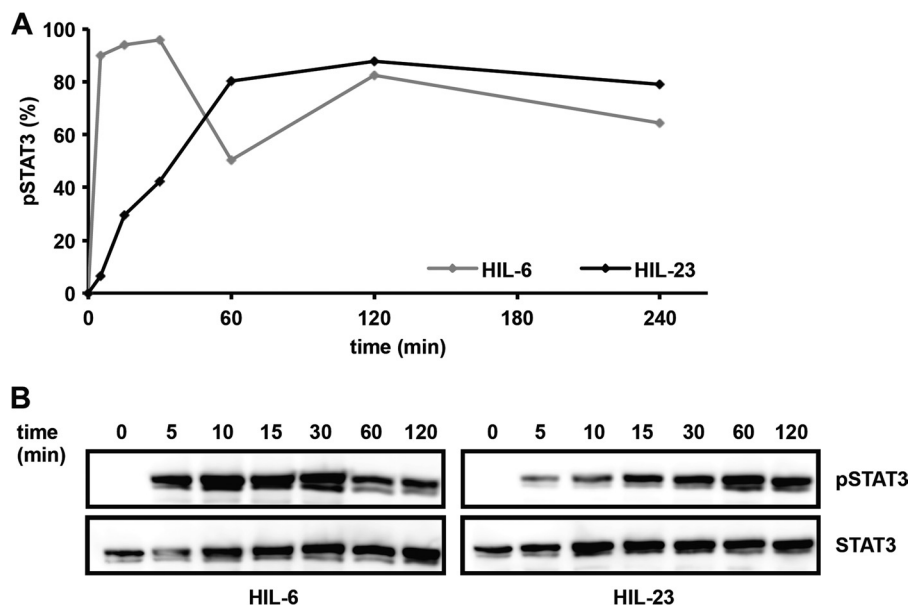 A
100
80
60
40
20
0
pSTAT3 (%)
HIL-6 HIL-23
0 60 120 180 240
time (min)
B
time (min) 0 5 10 15 30 60 120 0 5 10 15 30 60 120
pSTAT3
STAT3
HIL-6 HIL-23